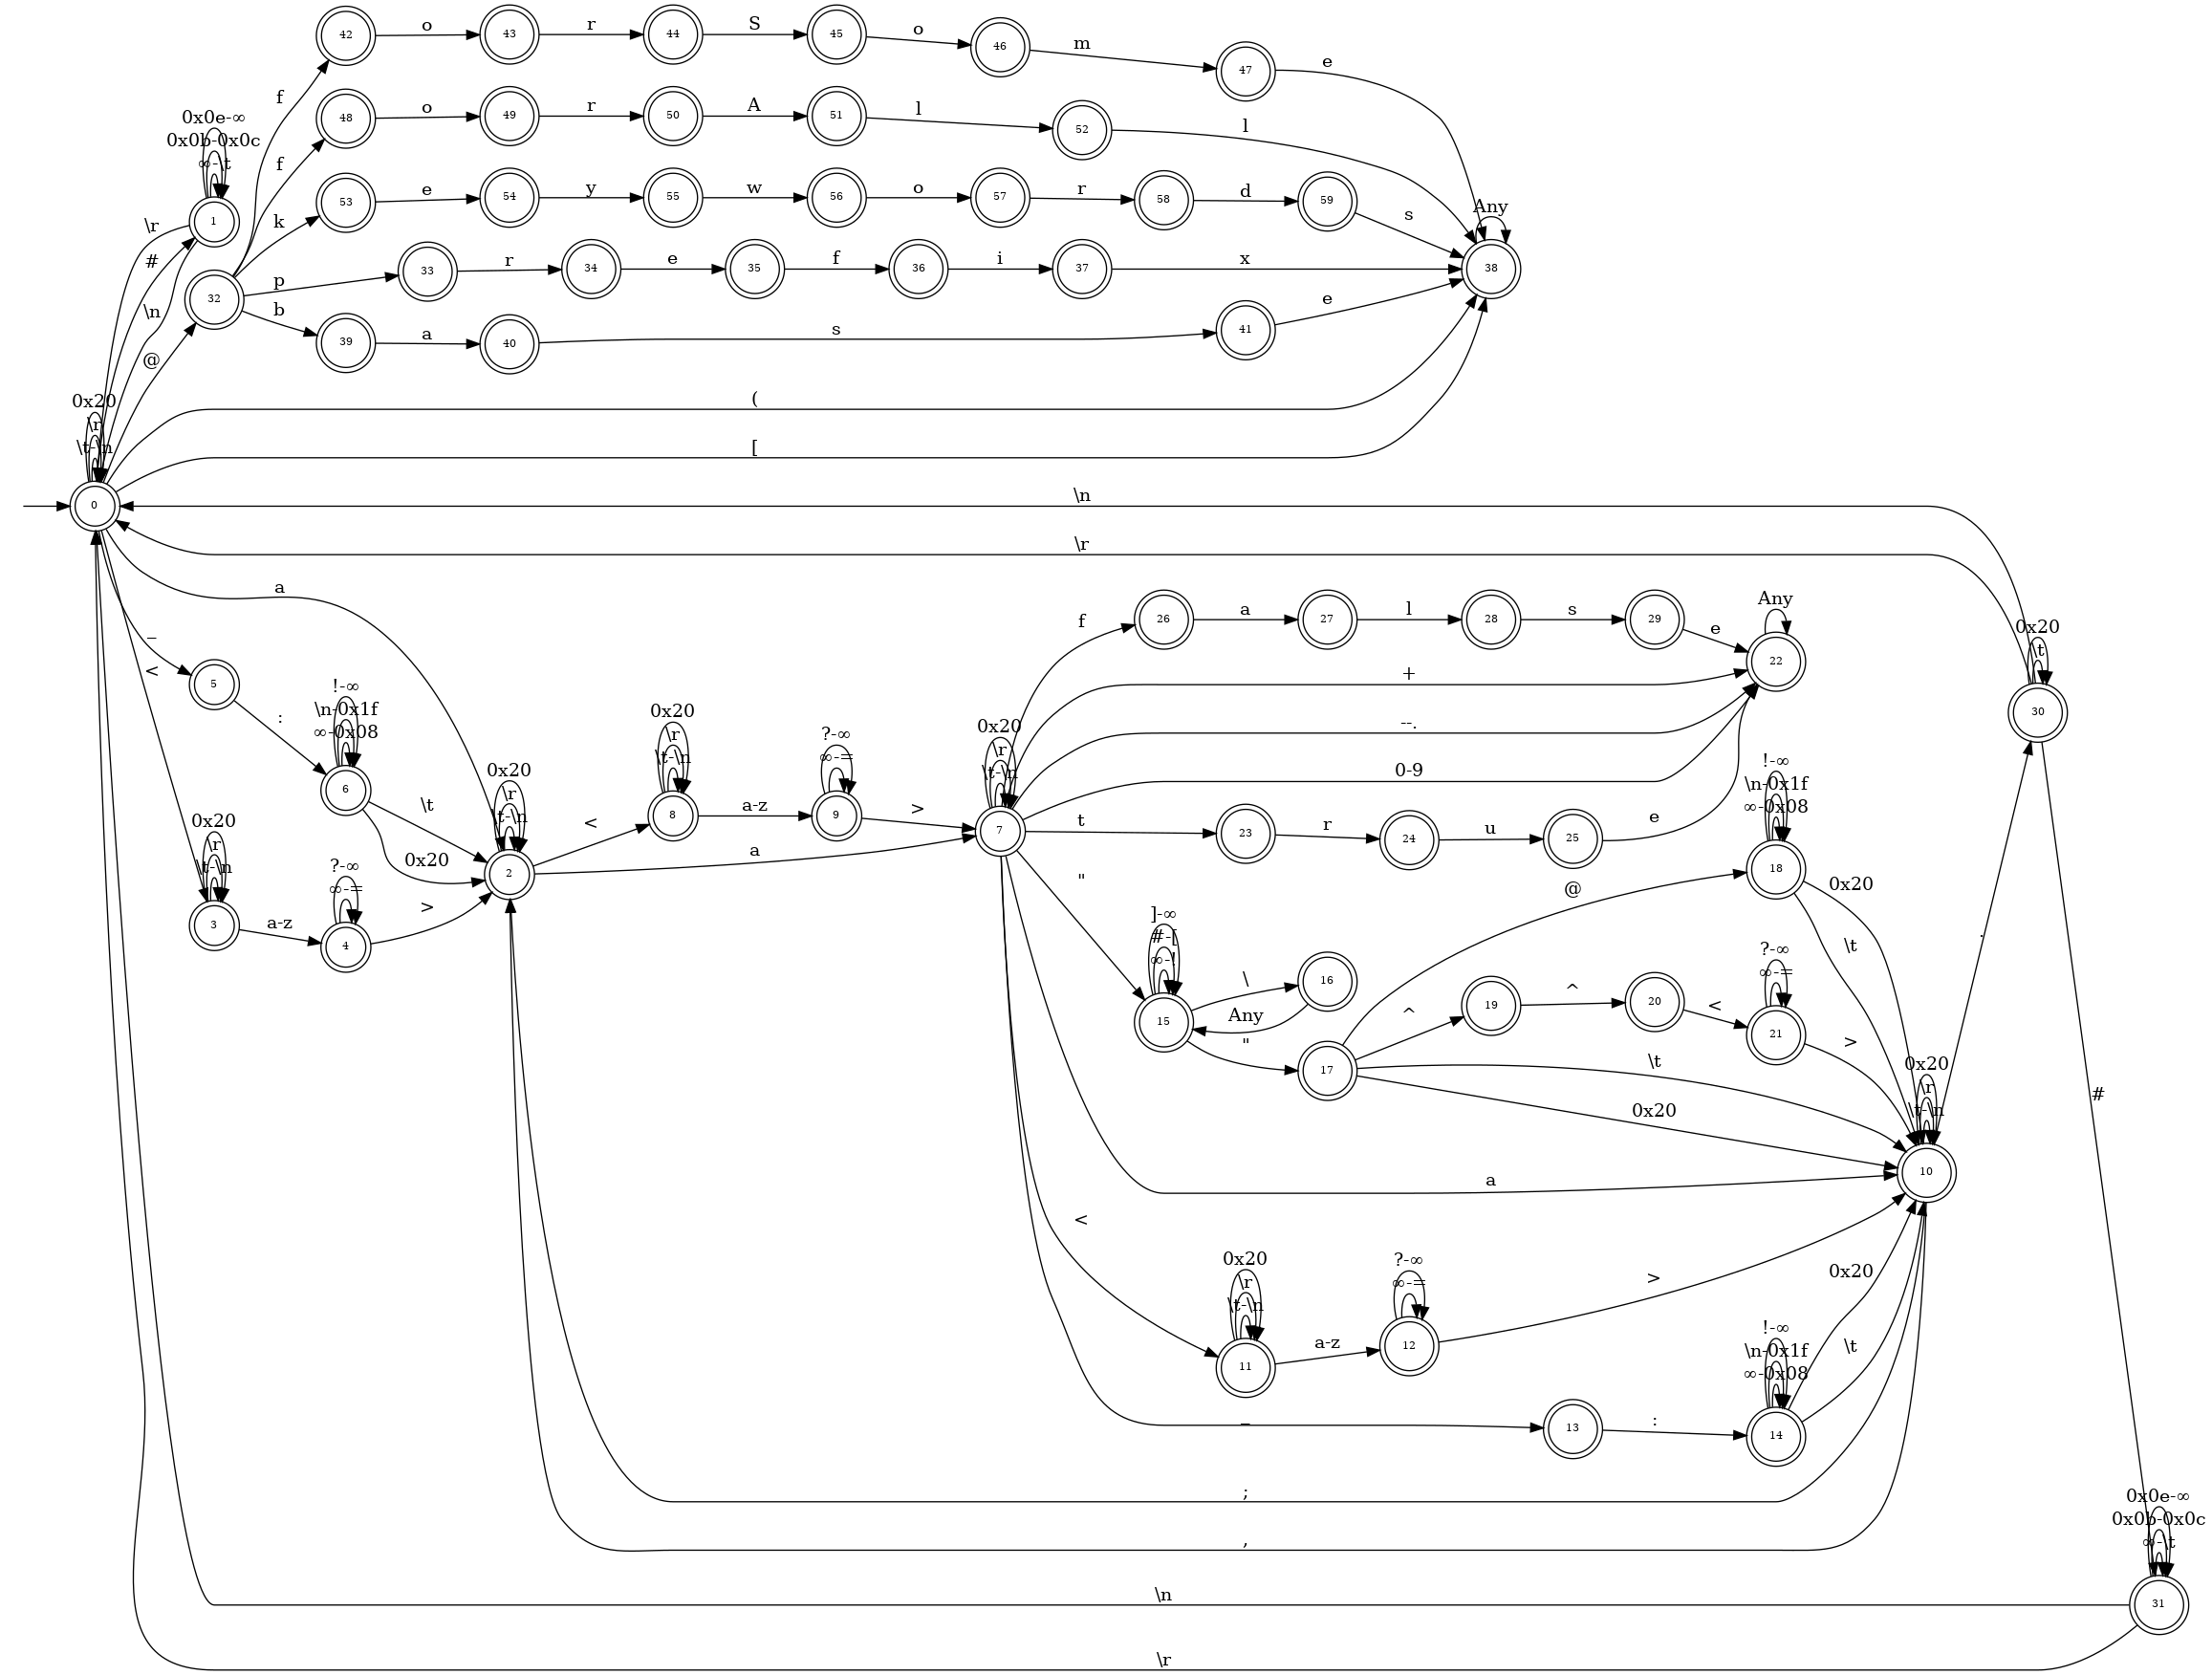 42
o
43
r
44
S
45
o
46
m
47
e
f
48
o
49
r
50
A
51
l
52
l
f
53
e
54
y
55
w
56
o
57
r
58
d
59
s
k
0x0e-∞
0x0b-0x0c
∞-\t
1
\r
#
\n
@
32
p
33
r
34
e
35
f
36
i
37
x
38
Any
b
39
a
40
s
41
e
(
[
0x20
\r
\t-\n
0
\n
\r
a
_
<
5
:
!-∞
\n-0x1f
∞-0x08
6
\t
0x20
0x20
\r
\t-\n
3
a-z
?-∞
∞-=
4
>
0x20
\r
\t-\n
2
<
a
0x20
\r
\t-\n
8
a-z
?-∞
∞-=
9
>
0x20
\r
\t-\n
7
f
26
a
27
l
28
s
29
e
+
--.
0-9
Any
22
t
23
r
24
u
25
e
"
]-∞
#-[
∞-!
15
\
16
Any
"
17
@
^
19
^
20
<
?-∞
∞-=
21
>
\t
0x20
!-∞
\n-0x1f
∞-0x08
18
0x20
\t
a
0x20
\r
\t-\n
10
.
0x20
\t
30
#
<
0x20
\r
\t-\n
11
a-z
?-∞
∞-=
12
>
_
13
:
!-∞
\n-0x1f
∞-0x08
14
0x20
\t
;
,
0x0e-∞
0x0b-0x0c
∞-\t
31
\n
\r